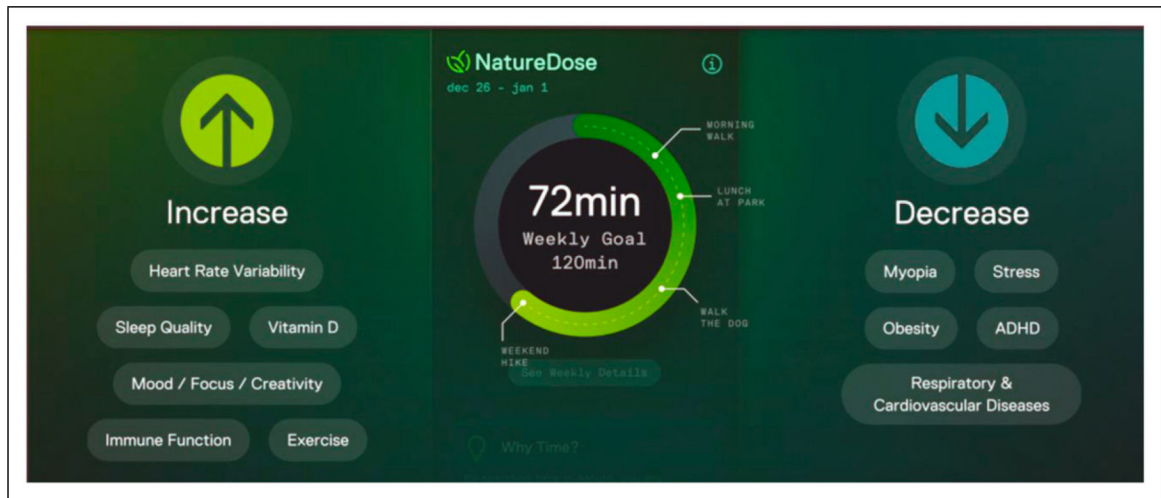 Increase
Heart Rate Variability
Sleep Quality
Vitamin D
Mood / Focus / Creativity
Immune Function
Exercise
NatureDose
i
dec 26 - jan 1
MORNING
WALK
LUNCH
AT PARK
72min
Weekly Goal
120min
WALK
THE DOG
WEEKEND
HIKE
See Weekly Details
Why Time?
Decrease
Myopia
Stress
Obesity
ADHD
Respiratory &
Cardiovascular Diseases